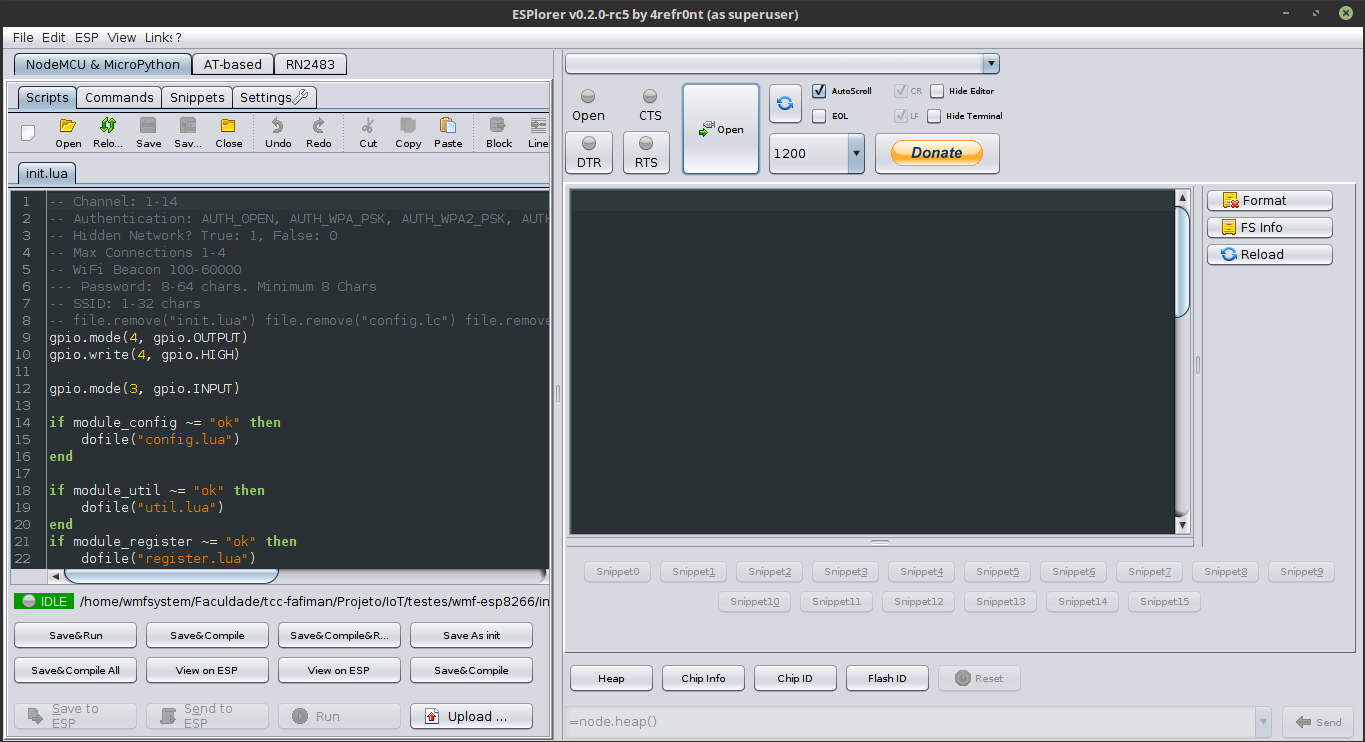 ESPlorer v0.2.0-rc5 by 4refr0nt (as superuser)
File Edit ESP View Links ?
NodeMCU & MicroPython AT-based RN2483
Scripts Commands Snippets Settings
Open Relo... Save Sav... Close Undo Redo Cut Copy Paste Block Line
init.lua
1 -- Channel: 1-14
2 -- Authentication: AUTH_OPEN, AUTH_WPA_PSK, AUTH_WPA2_PSK, AUTH
3 -- Hidden Network? True: 1, False: 0
4 -- Max Connections 1-4
5 -- WiFi Beacon 100-60000
6 --- Password: 8-64 chars. Minimum 8 Chars
7 -- SSID: 1-32 chars
8 -- file.remove("init.lua") file.remove("config.lc") file.remove
9 gpio.mode(4, gpio.OUTPUT)
10 gpio.write(4, gpio.HIGH)
11
12 gpio.mode(3, gpio.INPUT)
13
14 if module_config ~= "ok" then
15 dofile("config.lua")
16 end
17
18 if module_util ~= "ok" then
19 dofile("util.lua")
20 end
21 if module_register ~= "ok" then
22 dofile("register.lua")
IDLE /home/wmfsystem/Faculdade/tcc-fafiman/Projeto/IoT/testes/wmf-esp8266/in
Save&Run Save&Compile Save&Compile&R... Save As init
Save&Compile All View on ESP View on ESP Save&Compile
Save to ESP Send to ESP Run Upload ...
Open CTS
DTR RTS
Open
AutoScroll CR Hide Editor
EOL LF Hide Terminal
1200
Donate
Format
FS Info
Reload
Snippet0 Snippet1 Snippet2 Snippet3 Snippet4 Snippet5 Snippet6 Snippet7 Snippet8 Snippet9
Snippet10 Snippet11 Snippet12 Snippet13 Snippet14 Snippet15
Heap Chip Info Chip ID Flash ID Reset
=node.heap() Send